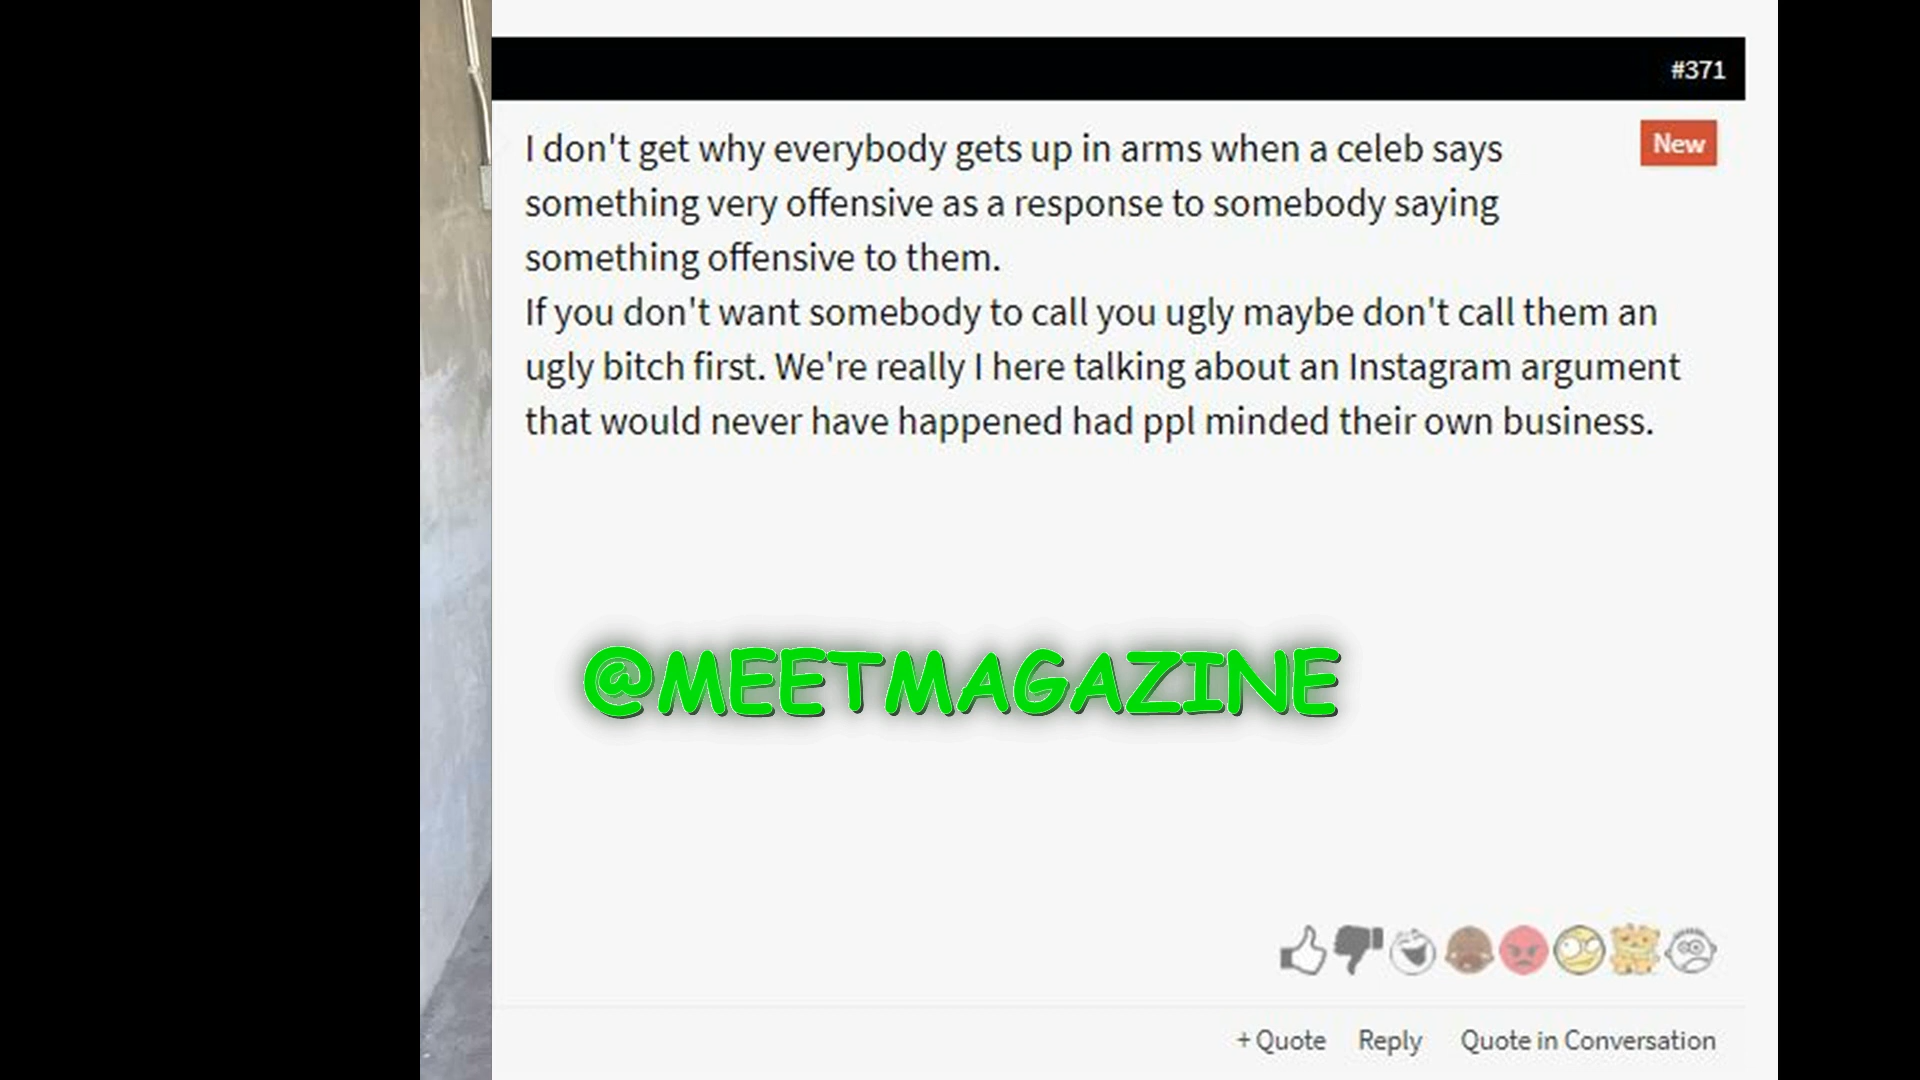 #371
New
I don't get why everybody gets up in arms when a celeb says
something very offensive as a response to somebody saying
something offensive to them.
If you don't want somebody to call you ugly maybe don't call them an
ugly bitch first. We're really I here talking about an Instagram argument
that would never have happened had ppl minded their own business.
@MEETMAGAZINE
+ Quote Reply Quote in Conversation